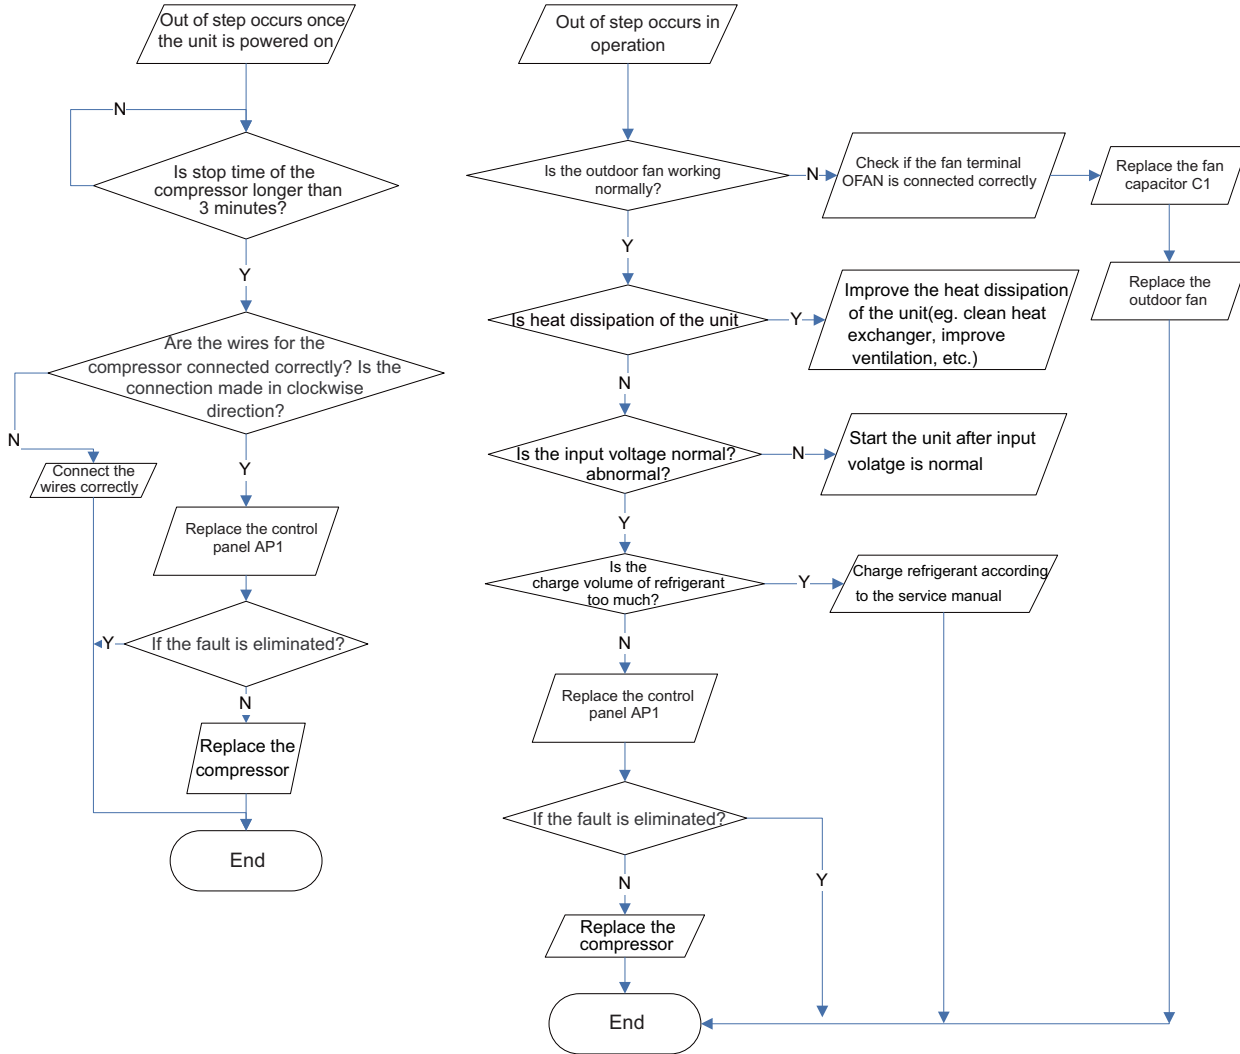 Out of step occurs once
the unit is powered on
N
Is stop time of the
compressor longer than
3 minutes?
Y
Are the wires for the
compressor connected correctly? Is the
connection made in clockwise
direction?
N
Connect the
wires correctly
Y
Replace the control
panel AP1
If the fault is eliminated?
Y
N
Replace the
compressor
End
Out of step occurs in
operation
Is the outdoor fan working
normally?
N
Check if the fan terminal
OFAN is connected correctly
Replace the fan
capacitor C1
Replace the
outdoor fan
Y
Is heat dissipation of the unit
Y
Improve the heat dissipation
of the unit(eg. clean heat
exchanger, improve
ventilation, etc.)
N
Is the input voltage normal?
abnormal?
N
Start the unit after input
volatge is normal
Y
Is the
charge volume of refrigerant
too much?
Y
Charge refrigerant according
to the service manual
N
Replace the control
panel AP1
If the fault is eliminated?
Y
N
Replace the
compressor
End